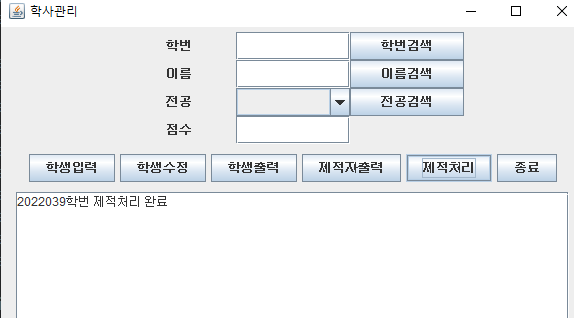 학사관리
학번 학번검색
이름 이름검색
전공 전공검색
점수
학생입력 학생수정 학생출력 제적자출력 제적처리 종료
2022039학번 제적처리 완료